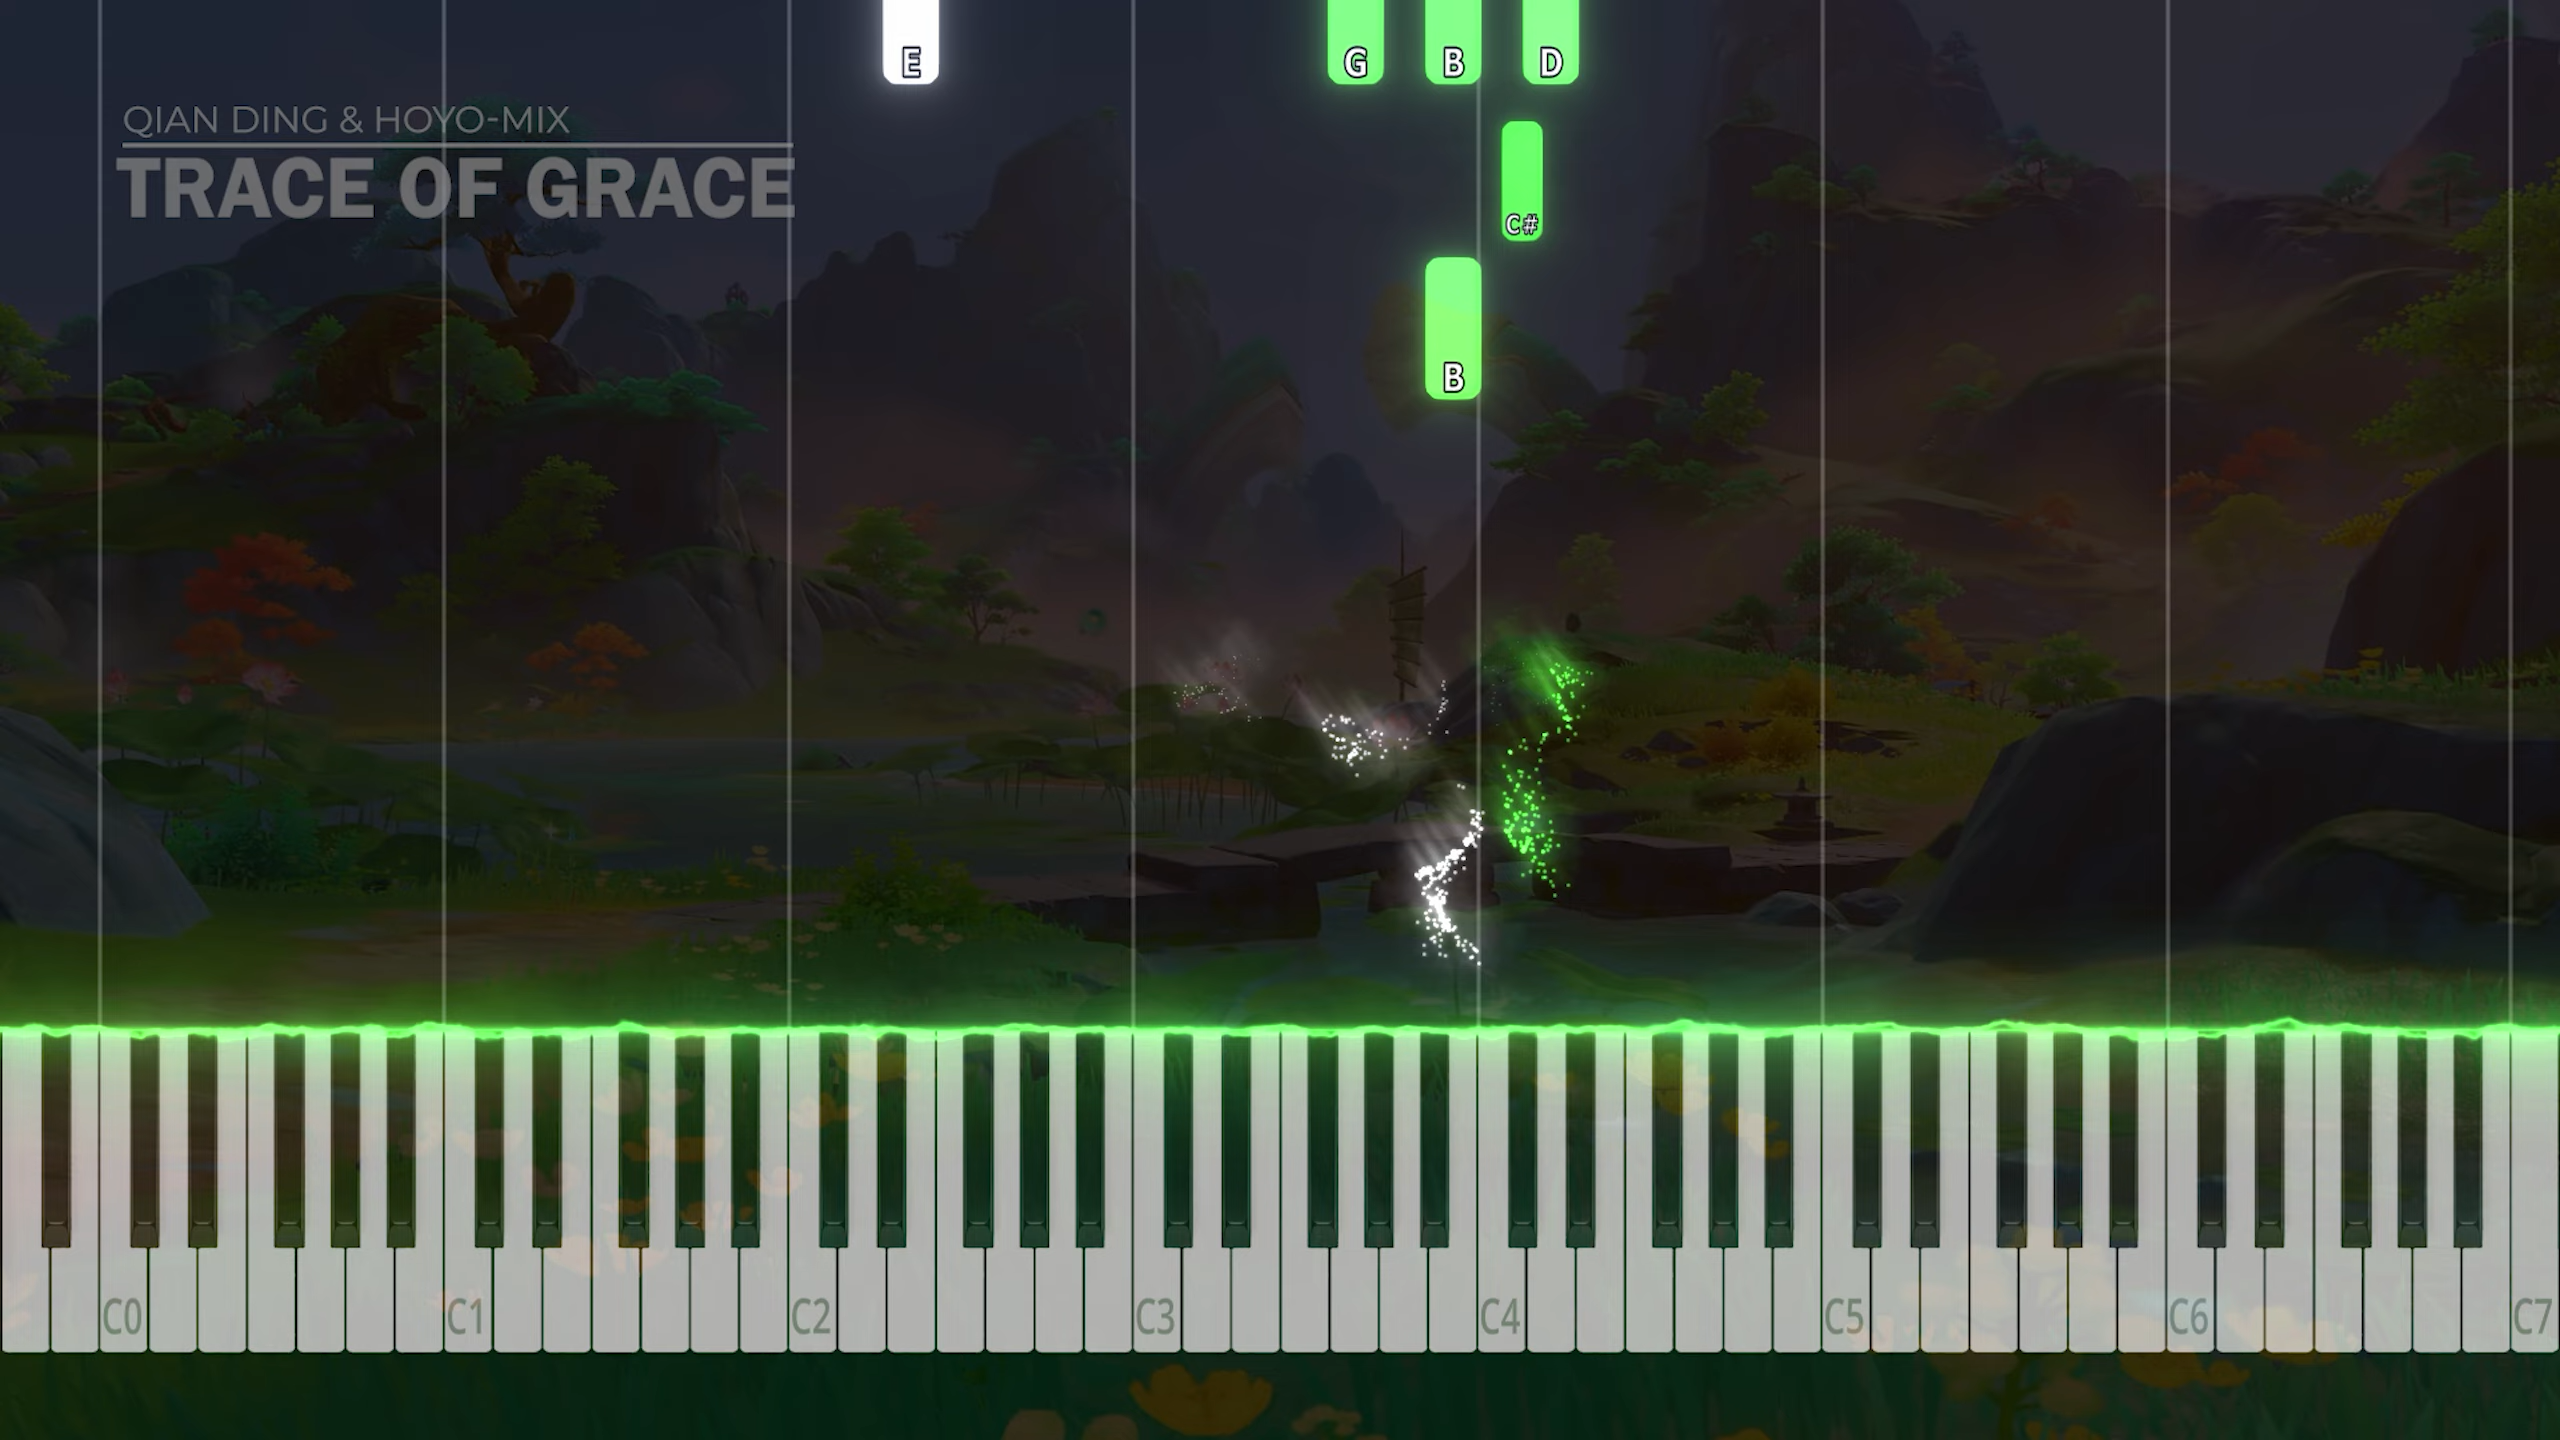 E G B D
QIAN DING & HOYO-MIX
TRACE OF GRACE
C#
B
C0 C1 C2 C3 C4 C5 C6 C7